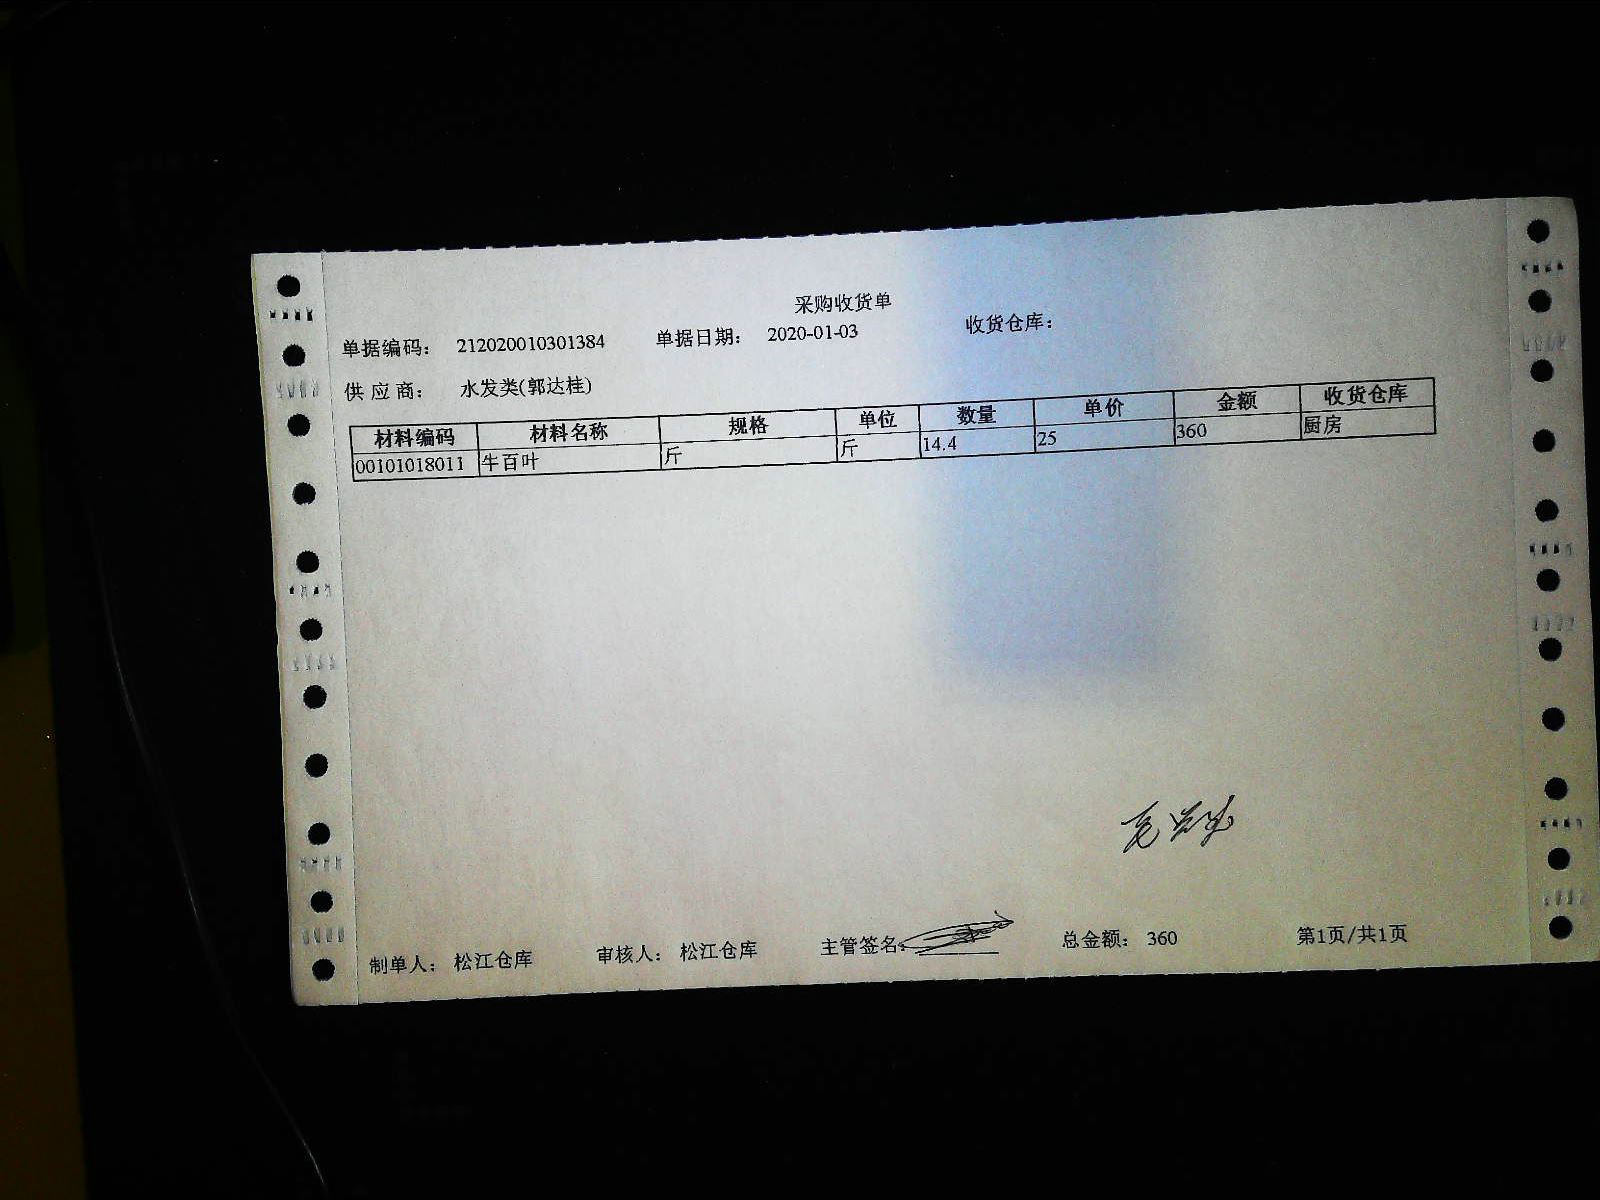 采购收货单
单据编码: 212020010301384 单据日期: 2020-01-03 收货仓库:
供应商: 水发类(郭达桂)
材料编码 材料名称 规格 单位 数量 单价 金额 收货仓库
00101018011 牛百叶 斤 斤 14.4 25 360 厨房
制单人: 松江仓库 审核人: 松江仓库 主管签名: 总金额: 360 第1页/共1页